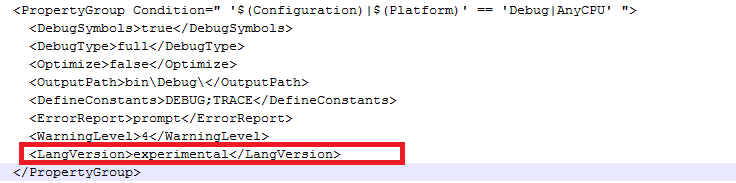 <PropertyGroup Condition=" '$(Configuration)|$(Platform)' == 'Debug|AnyCPU' ">
<DebugSymbols>true</DebugSymbols>
<DebugType>full</DebugType>
<Optimize>false</Optimize>
<OutputPath>bin\Debug\</OutputPath>
<DefineConstants>DEBUG;TRACE</DefineConstants>
<ErrorReport>prompt</ErrorReport>
<WarningLevel>4</WarningLevel>
<LangVersion>experimental</LangVersion>
</PropertyGroup>